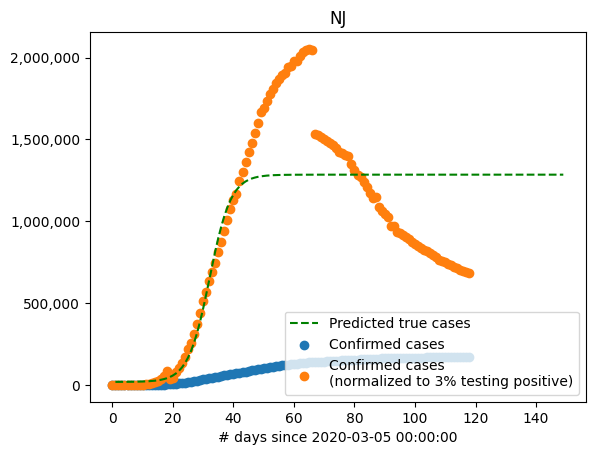 NJ
2,000,000
1,500,000
1,000,000
500,000
0
Predicted true cases
Confirmed cases
Confirmed cases
(normalized to 3% testing positive)
0 20 40 60 80 100 120 140
# days since 2020-03-05 00:00:00